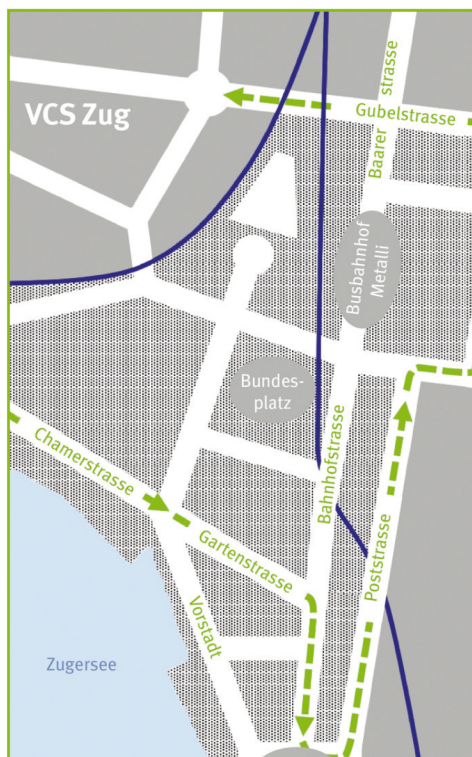 strasse
Gubelstrasse
VCS Zug
Baarer
Busbahnhof
Metalli
Bundes-
platz
Chamerstrasse
Bahnhofstrasse
Gartenstrasse
Poststrasse
Vorstadt
Zugersee